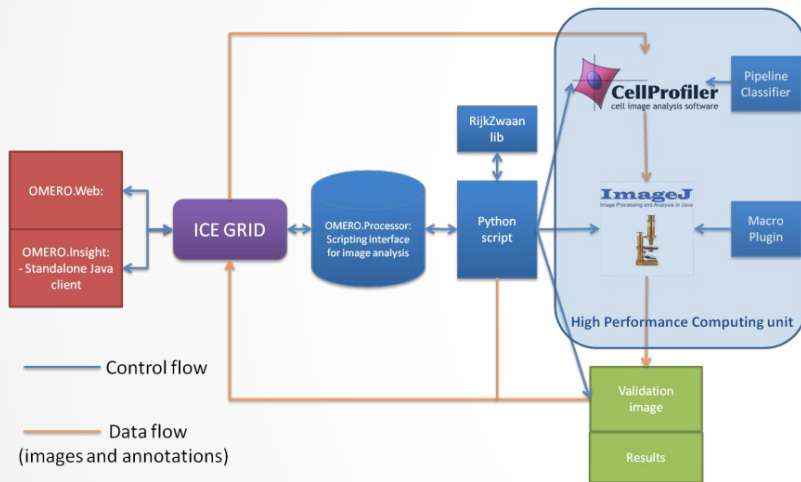 OMERO.Web:
OMERO.Insight:
- Standalone Java
client
ICE GRID
OMERO.Processor:
Scripting interface
for image analysis
RijkZwaan
lib
Python
script
CellProfiler
cell image analysis software
Pipeline
Classifier
ImageJ
Image Processing and Analysis in Java
Macro
Plugin
High Performance Computing unit
Validation
image
Results
Control flow
Data flow
(images and annotations)